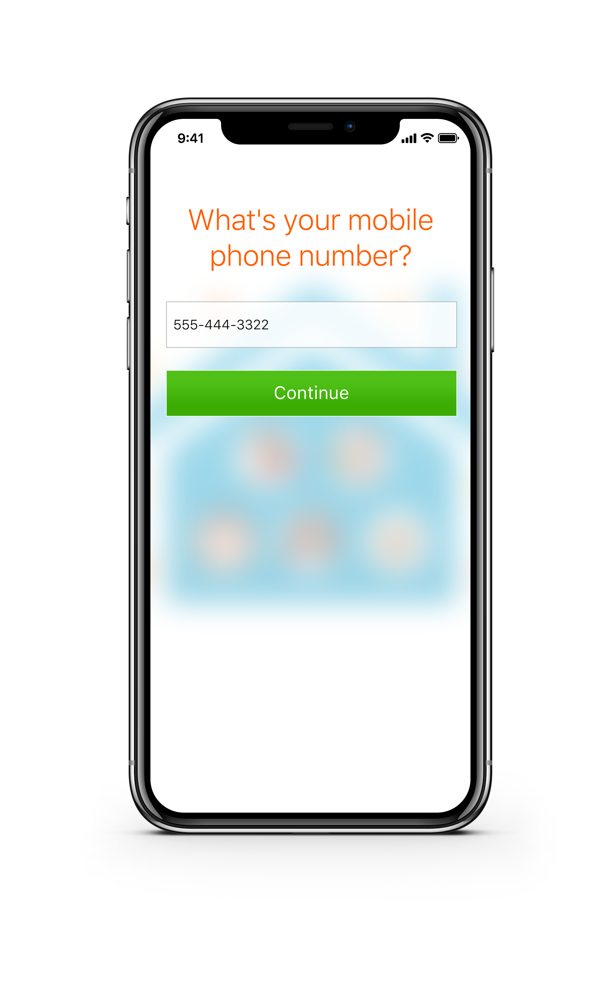 9:41
What's your mobile
phone number?
555-444-3322
Continue